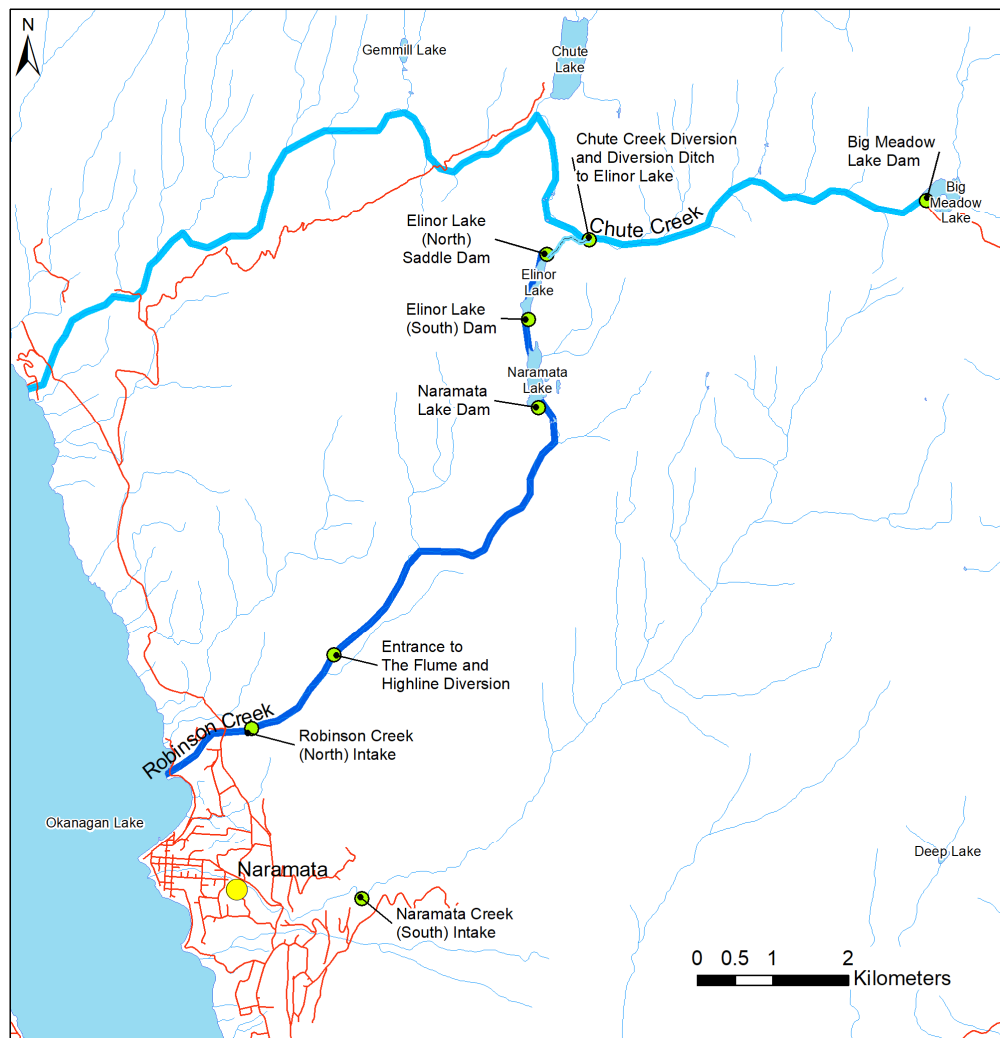 N
Gemmill Lake
Chute
Lake
Chute Creek Diversion
and Diversion Ditch
to Elinor Lake
Big Meadow
Lake Dam
Big
Meadow
Lake
Chute Creek
Elinor Lake
(North)
Saddle Dam
Elinor
Lake
Elinor Lake
(South) Dam
Naramata
Lake
Naramata
Lake Dam
Entrance to
The Flume and
Highline Diversion
Robinson Creek
Robinson Creek
(North) Intake
Okanagan Lake
Naramata
Deep Lake
Naramata Creek
(South) Intake
0 0.5 1 2
Kilometers